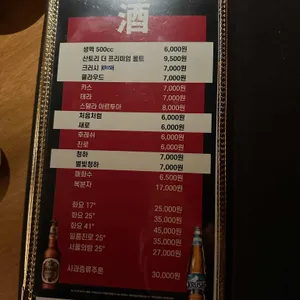 酒
생맥 500cc 6,000원
산토리 더 프리미엄 몰트 9,500원
크러시 7,000원
클라우드 7,000원
카스 7,000원
테라 7,000원
스텔라 아르투아 8,000원
처음처럼 6,000원
새로 6,000원
후레쉬 6,000원
진로 6,000원
청하 7,000원
별빛청하 7,000원
매화수 6,500원
복분자 17,000원
화요 17° 25,000원
화요 25° 35,000원
화요 41° 45,000원
일품진로 25° 35,000원
서울의밤 25° 27,000원
사과증류주혼 30,000원